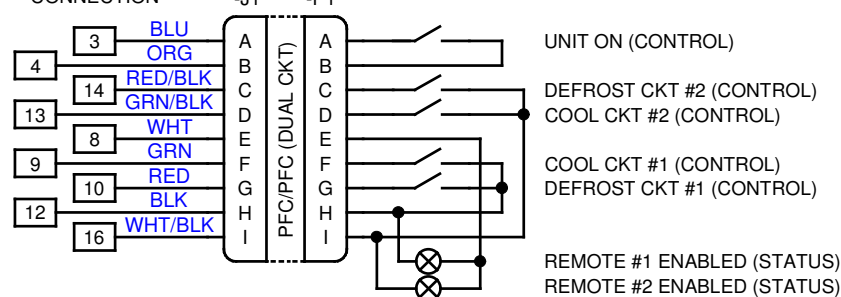 3 BLU A A UNIT ON (CONTROL)
4 ORG B B
14 RED/BLK C C DEFROST CKT #2 (CONTROL)
13 GRN/BLK D D COOL CKT #2 (CONTROL)
8 WHT E E
9 GRN F F COOL CKT #1 (CONTROL)
10 RED G G DEFROST CKT #1 (CONTROL)
12 BLK H H
16 WHT/BLK I I
PFC/PFC (DUAL CKT)
REMOTE #1 ENABLED (STATUS)
REMOTE #2 ENABLED (STATUS)